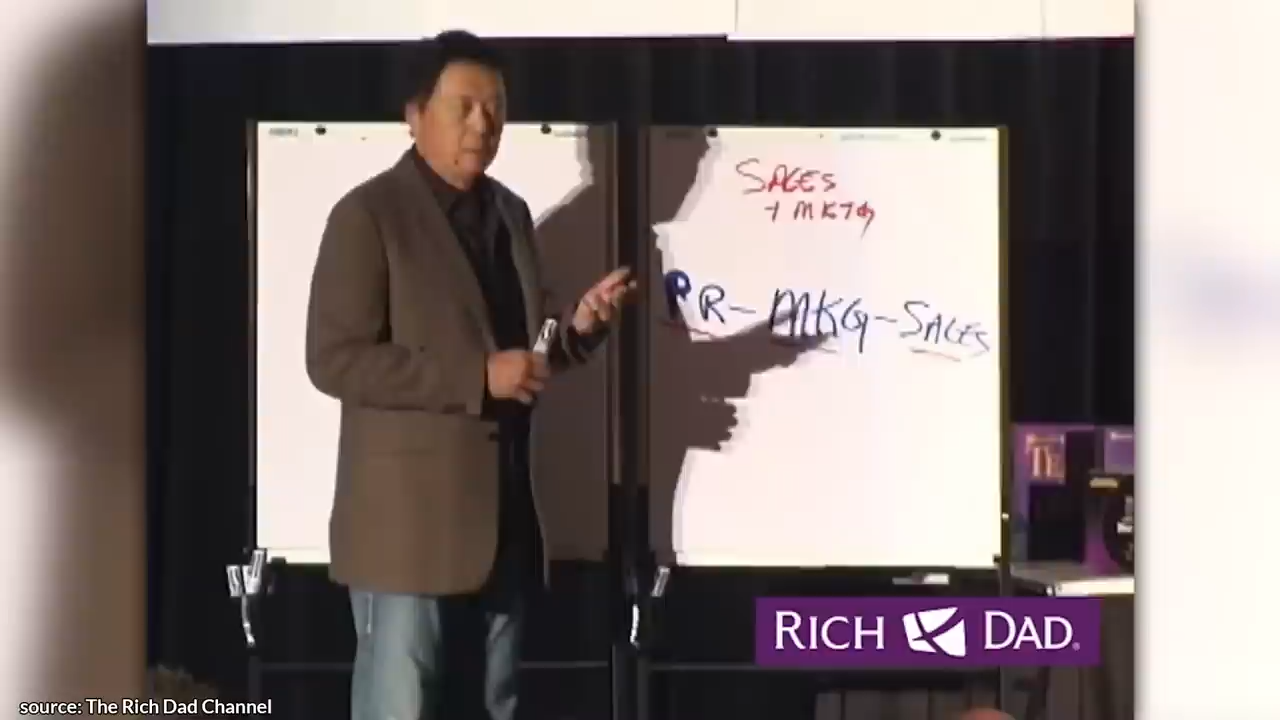 SALES
+ MKTG
PR - MKG - SALES
RICH DAD
source: The Rich Dad Channel